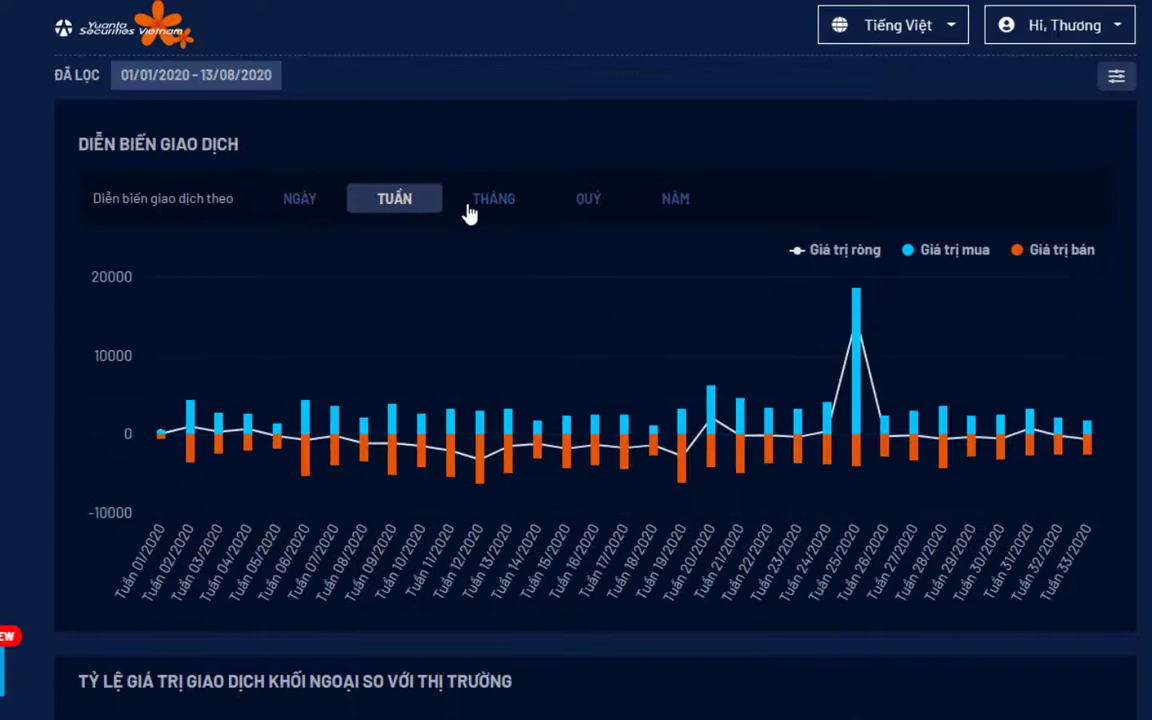 Yuanta
Securities Vietnam
Tiếng Việt
Hi, Thương
ĐÃ LỌC
01/01/2020 - 13/08/2020
DIỄN BIẾN GIAO DỊCH
Diễn biến giao dịch theo
NGÀY
TUẦN
THÁNG
QUÝ
NĂM
Giá trị ròng
Giá trị mua
Giá trị bán
20000
10000
0
-10000
Tuần 01/2020
Tuần 02/2020
Tuần 03/2020
Tuần 04/2020
Tuần 05/2020
Tuần 06/2020
Tuần 07/2020
Tuần 08/2020
Tuần 09/2020
Tuần 10/2020
Tuần 11/2020
Tuần 12/2020
Tuần 13/2020
Tuần 14/2020
Tuần 15/2020
Tuần 16/2020
Tuần 17/2020
Tuần 18/2020
Tuần 19/2020
Tuần 20/2020
Tuần 21/2020
Tuần 22/2020
Tuần 23/2020
Tuần 24/2020
Tuần 25/2020
Tuần 26/2020
Tuần 27/2020
Tuần 28/2020
Tuần 29/2020
Tuần 30/2020
Tuần 31/2020
Tuần 32/2020
Tuần 33/2020
EW
TỶ LỆ GIÁ TRỊ GIAO DỊCH KHỐI NGOẠI SO VỚI THỊ TRƯỜNG